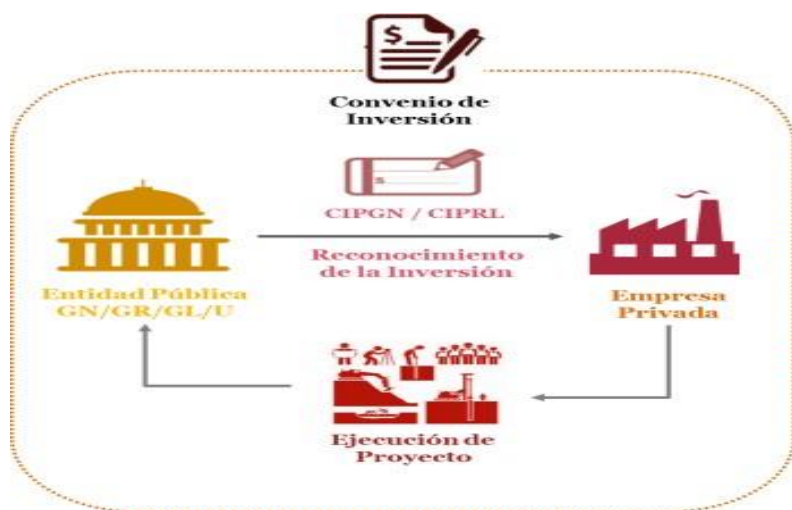 $
Convenio de
Inversión
$
CIPGN / CIPRL
Reconocimiento
de la Inversión
Entidad Pública
GN/GR/GL/U
Empresa
Privada
Ejecución de
Proyecto